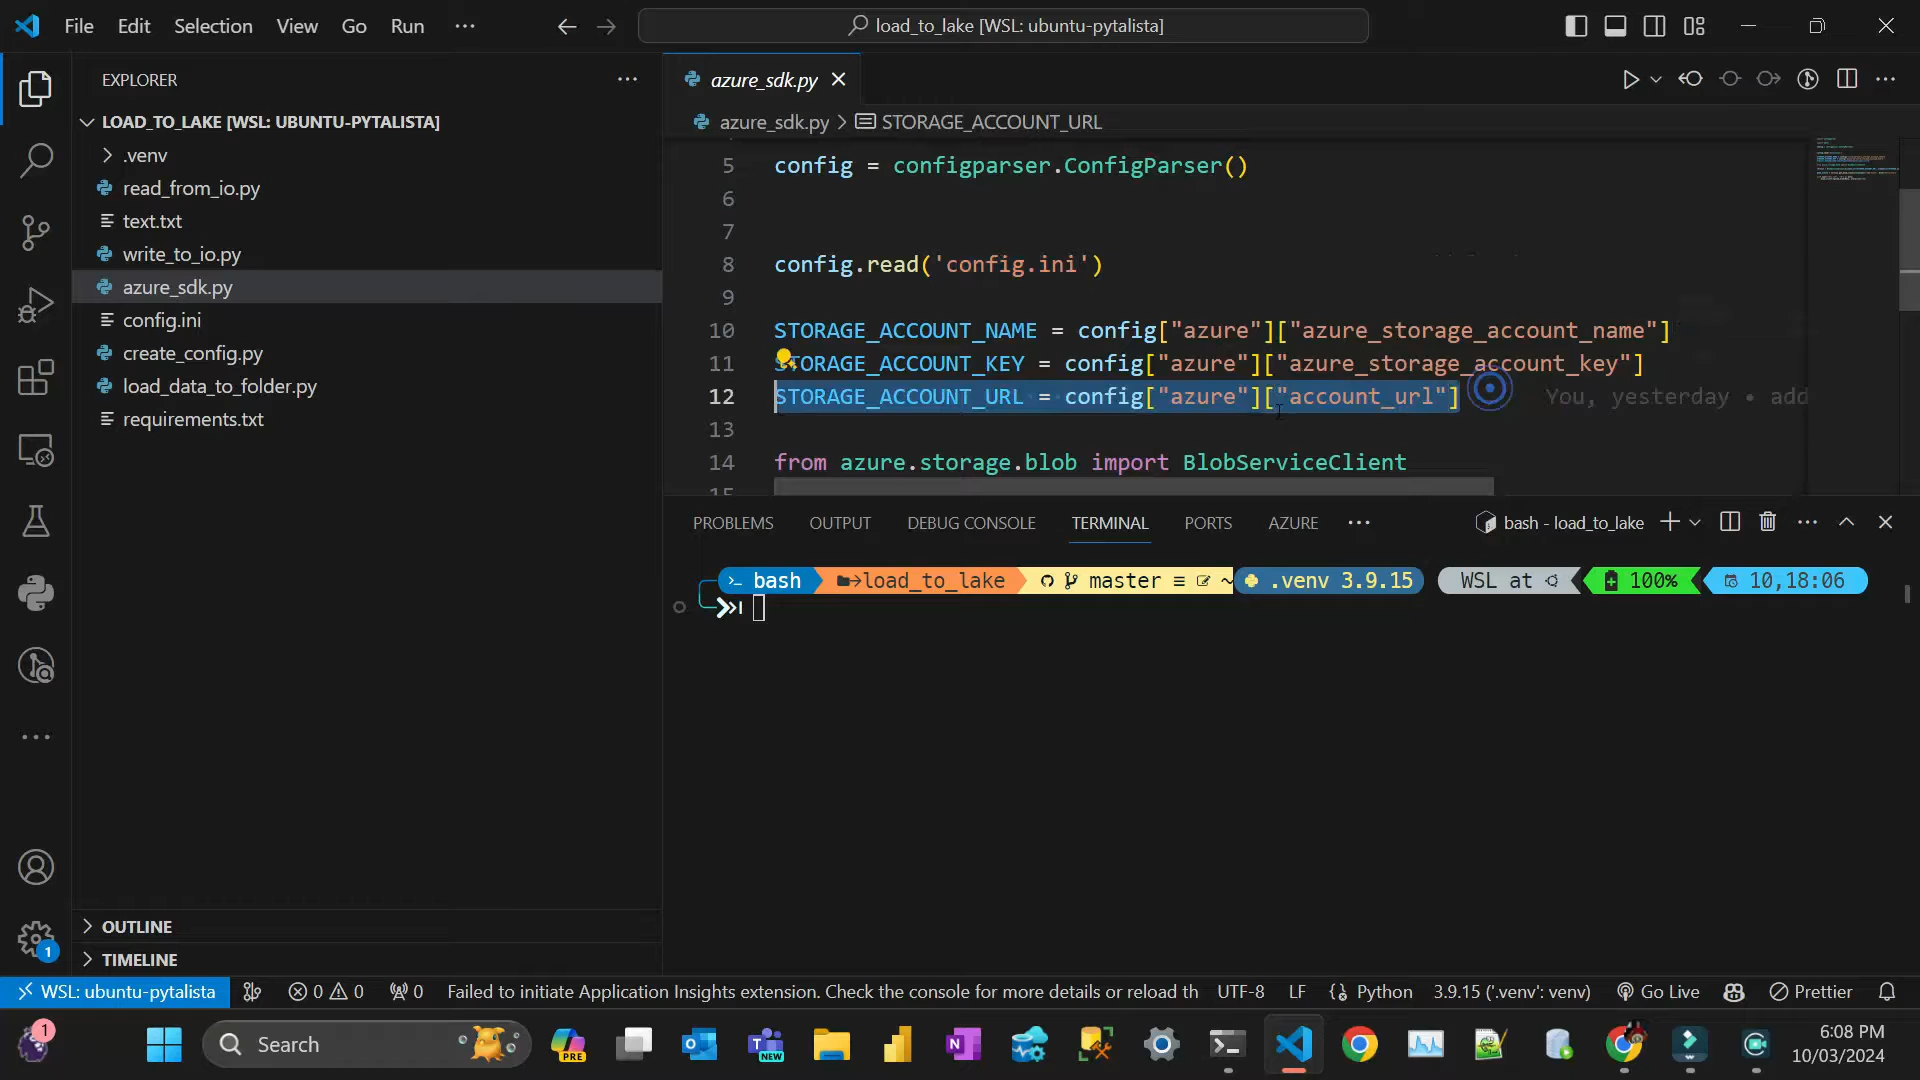 File Edit Selection View Go Run ···
load_to_lake [WSL: ubuntu-pytalista]
EXPLORER
LOAD_TO_LAKE [WSL: UBUNTU-PYTALISTA]
.venv
read_from_io.py
text.txt
write_to_io.py
azure_sdk.py
config.ini
create_config.py
load_data_to_folder.py
requirements.txt
OUTLINE
TIMELINE
azure_sdk.py
azure_sdk.py > STORAGE_ACCOUNT_URL
5 config = configparser.ConfigParser()
6
7
8 config.read('config.ini')
9
10 STORAGE_ACCOUNT_NAME = config["azure"]["azure_storage_account_name"]
11 STORAGE_ACCOUNT_KEY = config["azure"]["azure_storage_account_key"]
12 STORAGE_ACCOUNT_URL = config["azure"]["account_url"] You, yesterday • add
13
14 from azure.storage.blob import BlobServiceClient
15
PROBLEMS OUTPUT DEBUG CONSOLE TERMINAL PORTS AZURE ··· bash - load_to_lake
bash load_to_lake master ≡ ~ .venv 3.9.15 WSL at 100% 10,18:06
1
WSL: ubuntu-pytalista 0 0 0 Failed to initiate Application Insights extension. Check the console for more details or reload th UTF-8 LF {} Python 3.9.15 ('.venv': venv) Go Live Prettier
1
Search
PRE
NEW
6:08 PM
10/03/2024